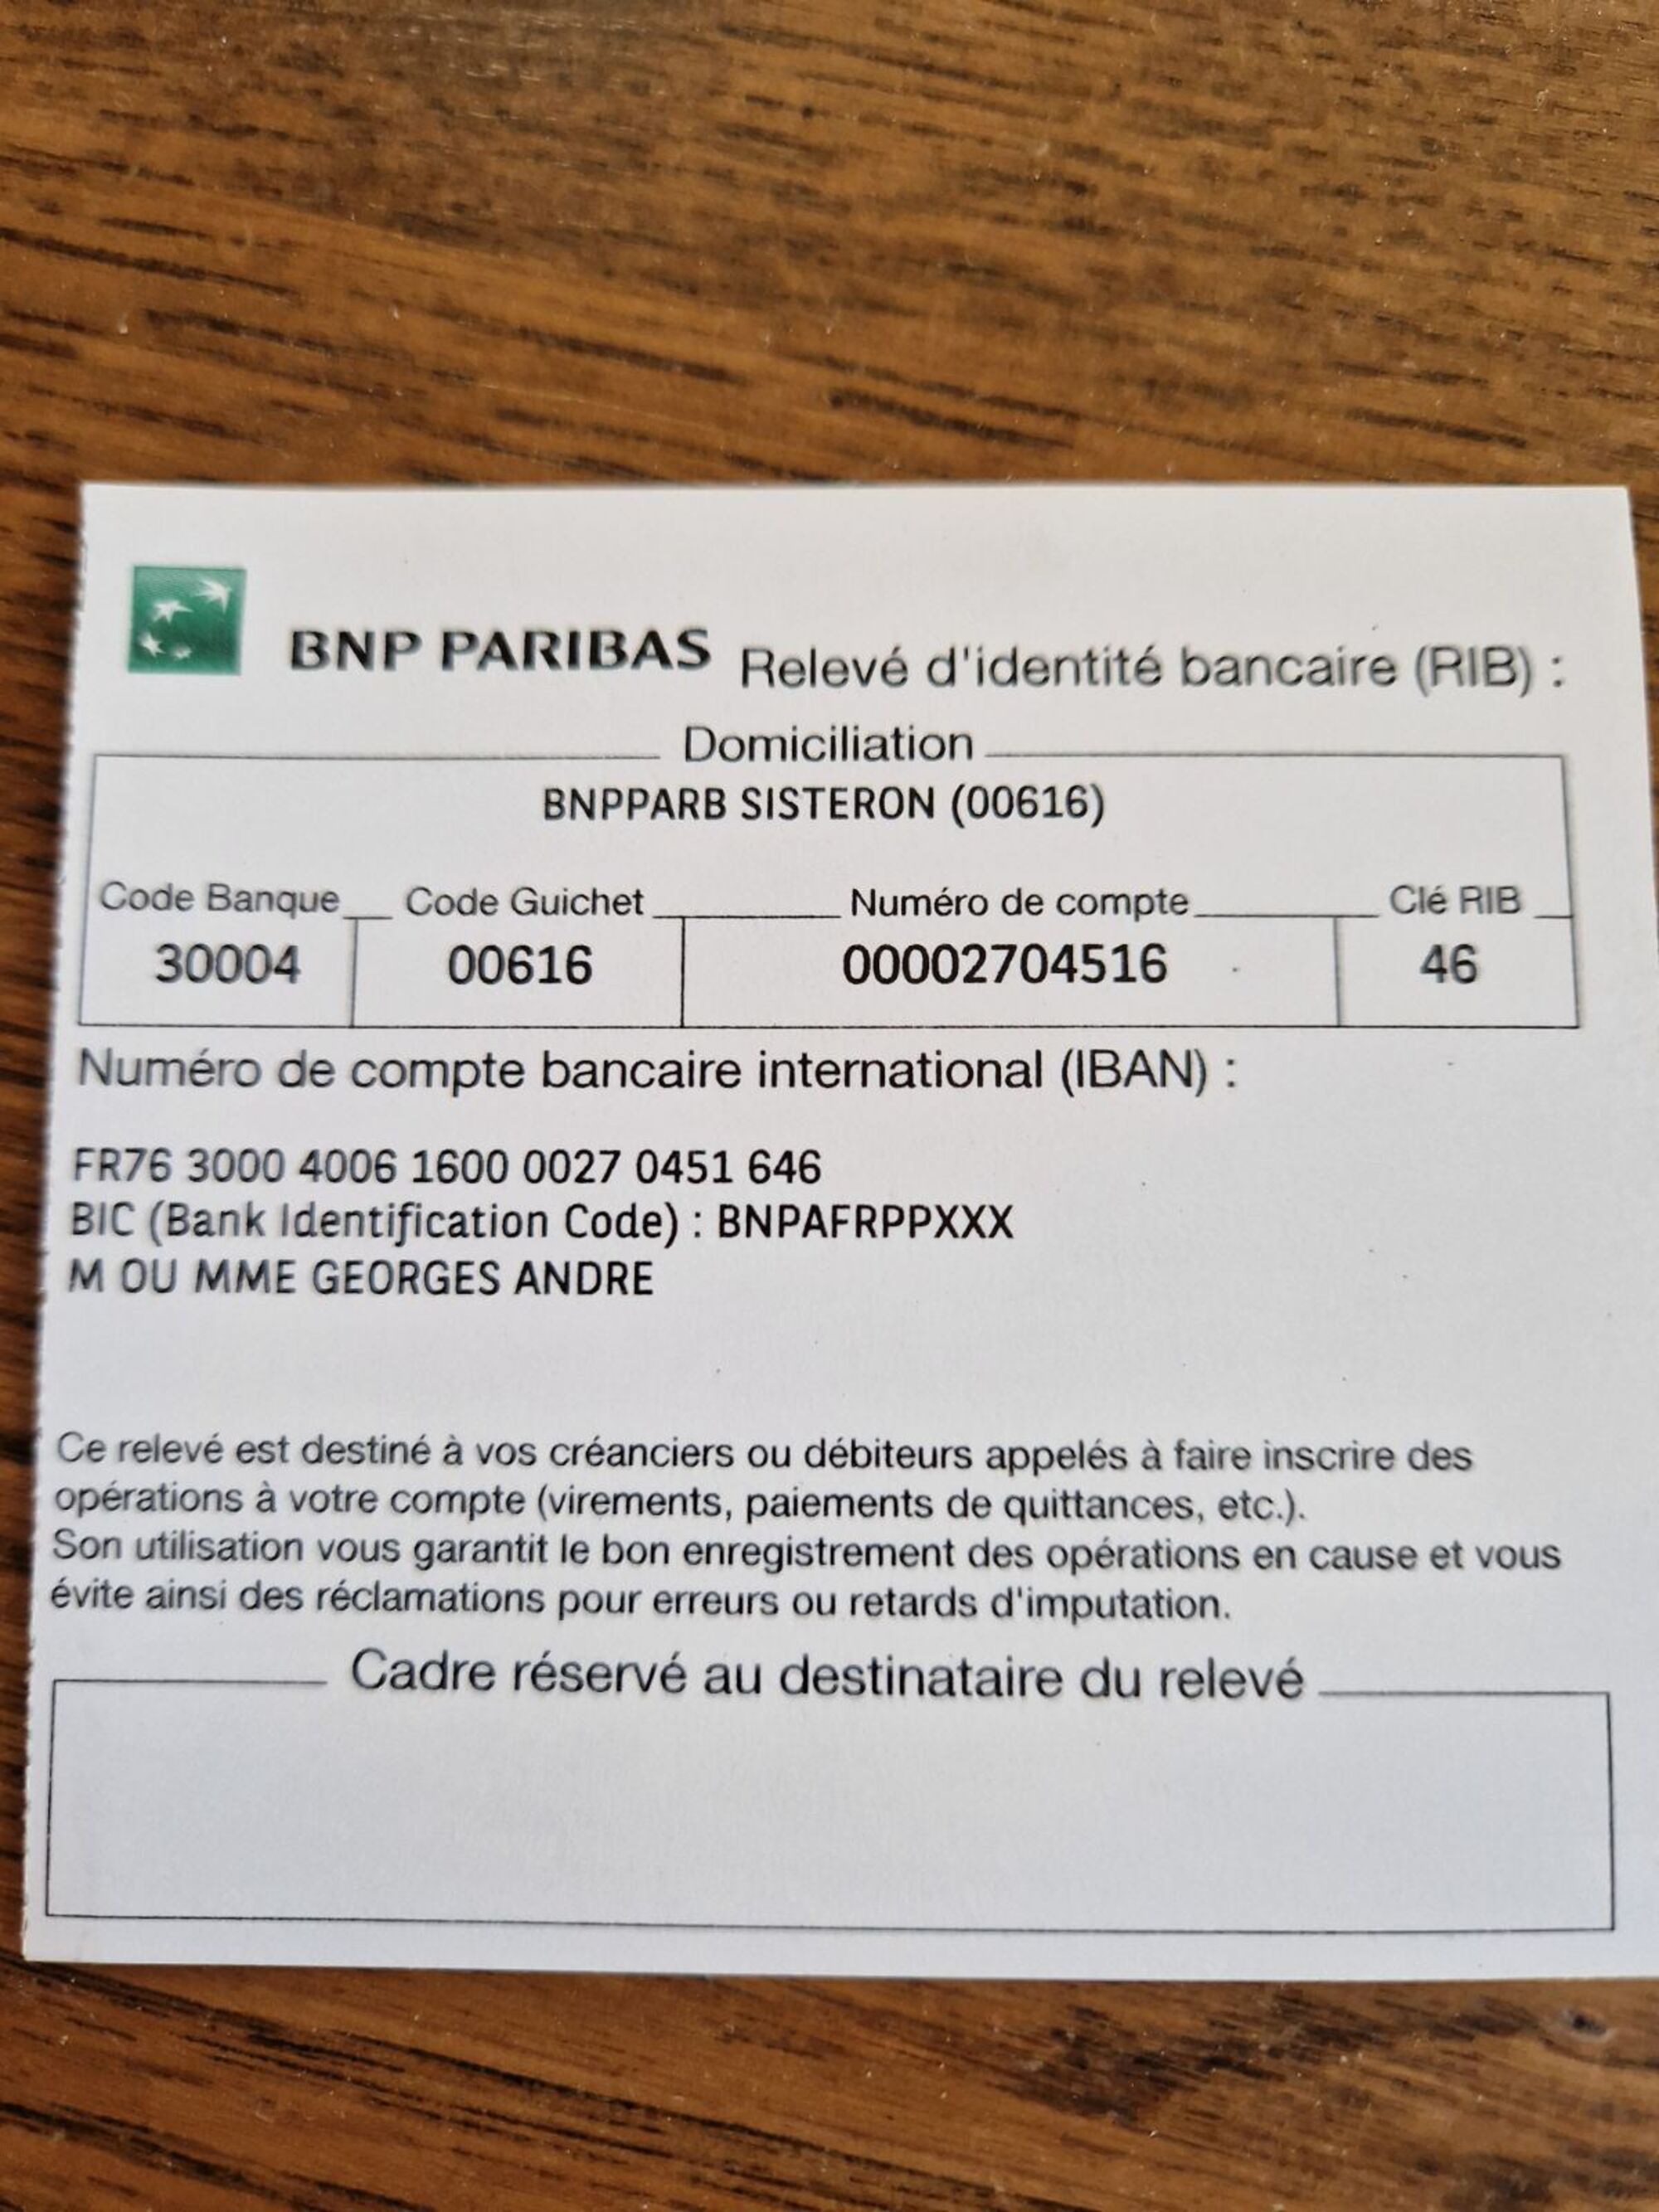 BNP PARIBAS Relevé d'identité bancaire (RIB) :
Domiciliation
BNPPARB SISTERON (00616)
Code Banque Code Guichet Numéro de compte Clé RIB
30004 00616 00002704516 46
Numéro de compte bancaire international (IBAN) :
FR76 3000 4006 1600 0027 0451 646
BIC (Bank Identification Code) : BNPAFRPPXXX
M OU MME GEORGES ANDRE
Ce relevé est destiné à vos créanciers ou débiteurs appelés à faire inscrire des
opérations à votre compte (virements, paiements de quittances, etc.).
Son utilisation vous garantit le bon enregistrement des opérations en cause et vous
évite ainsi des réclamations pour erreurs ou retards d'imputation.
Cadre réservé au destinataire du relevé